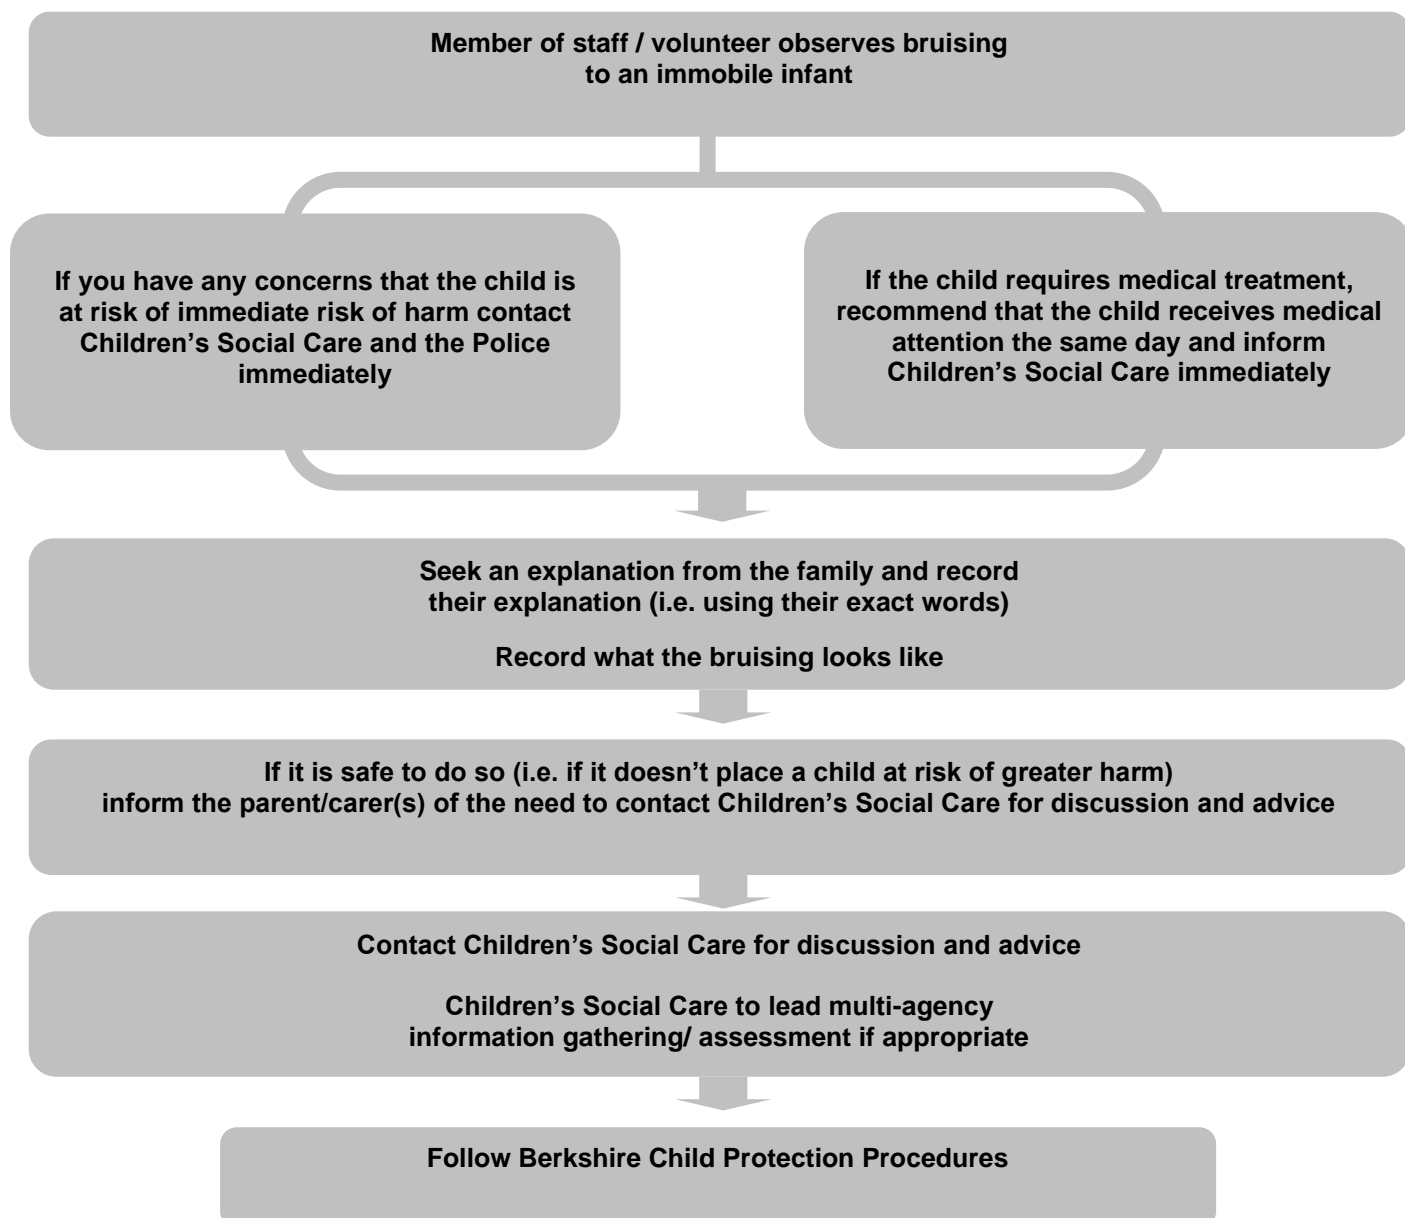 Member of staff / volunteer observes bruising
to an immobile infant
If you have any concerns that the child is
at risk of immediate risk of harm contact
Children’s Social Care and the Police
immediately
If the child requires medical treatment,
recommend that the child receives medical
attention the same day and inform
Children’s Social Care immediately
Seek an explanation from the family and record
their explanation (i.e. using their exact words)
Record what the bruising looks like
If it is safe to do so (i.e. if it doesn’t place a child at risk of greater harm)
inform the parent/carer(s) of the need to contact Children’s Social Care for discussion and advice
Contact Children’s Social Care for discussion and advice
Children’s Social Care to lead multi-agency
information gathering/ assessment if appropriate
Follow Berkshire Child Protection Procedures